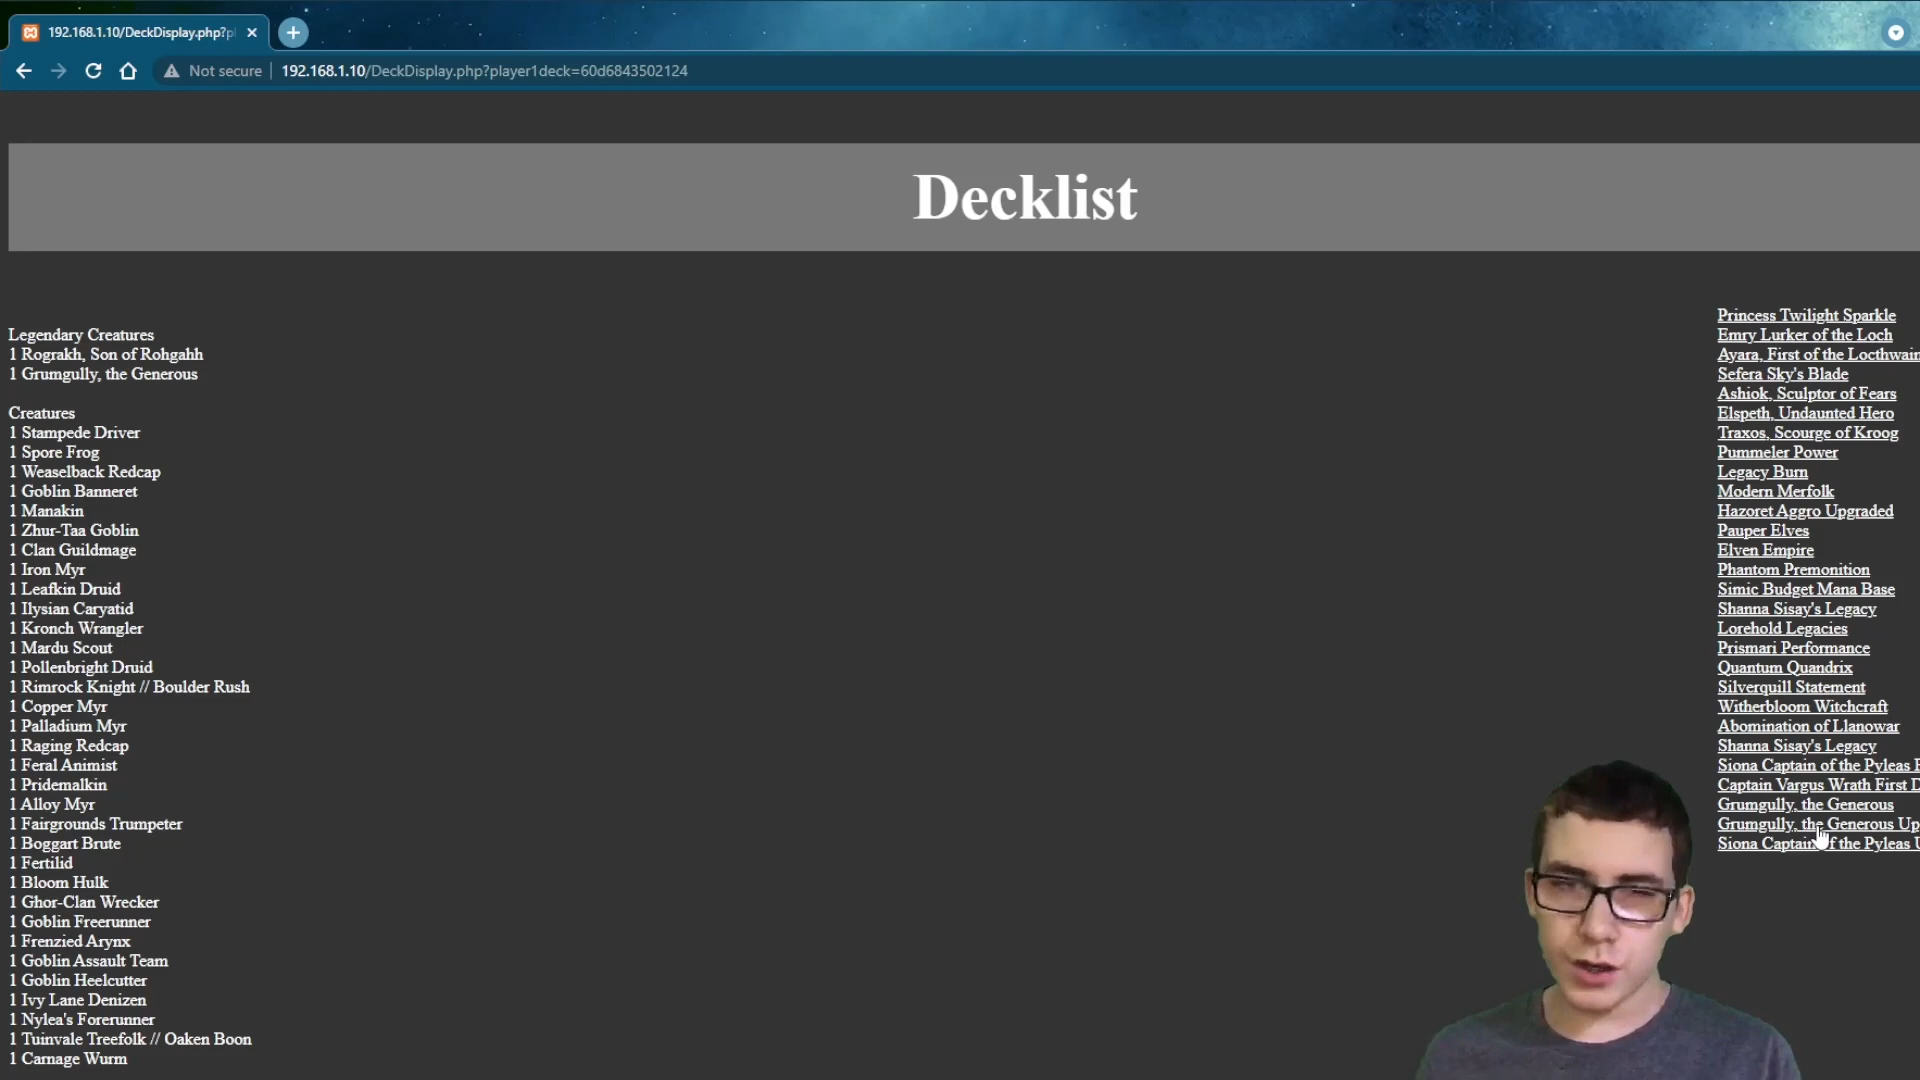 192.168.1.10/DeckDisplay.php?pl
Not secure
192.168.1.10/DeckDisplay.php?player1deck=60d6843502124
Decklist
Legendary Creatures
1 Rograkh, Son of Rohgahh
1 Grumgully, the Generous
Creatures
1 Stampede Driver
1 Spore Frog
1 Weaselback Redcap
1 Goblin Banneret
1 Manakin
1 Zhur-Taa Goblin
1 Clan Guildmage
1 Iron Myr
1 Leafkin Druid
1 Ilysian Caryatid
1 Kronch Wrangler
1 Mardu Scout
1 Pollenbright Druid
1 Rimrock Knight // Boulder Rush
1 Copper Myr
1 Palladium Myr
1 Raging Redcap
1 Feral Animist
1 Pridemalkin
1 Alloy Myr
1 Fairgrounds Trumpeter
1 Boggart Brute
1 Fertilid
1 Bloom Hulk
1 Ghor-Clan Wrecker
1 Goblin Freerunner
1 Frenzied Arynx
1 Goblin Assault Team
1 Goblin Heelcutter
1 Ivy Lane Denizen
1 Nylea's Forerunner
1 Tuinvale Treefolk // Oaken Boon
1 Carnage Wurm
Princess Twilight Sparkle
Emry Lurker of the Loch
Ayara, First of the Locthwain
Sefera Sky's Blade
Ashiok, Sculptor of Fears
Elspeth, Undaunted Hero
Traxos, Scourge of Kroog
Pummeler Power
Legacy Burn
Modern Merfolk
Hazoret Aggro Upgraded
Pauper Elves
Elven Empire
Phantom Premonition
Simic Budget Mana Base
Shanna Sisay's Legacy
Lorehold Legacies
Prismari Performance
Quantum Quandrix
Silverquill Statement
Witherbloom Witchcraft
Abomination of Llanowar
Shanna Sisay's Legacy
Siona Captain of the Pyleas
Captain Vargus Wrath First
Grumgully, the Generous
Grumgully, the Generous Up
Siona Captain of the Pyleas